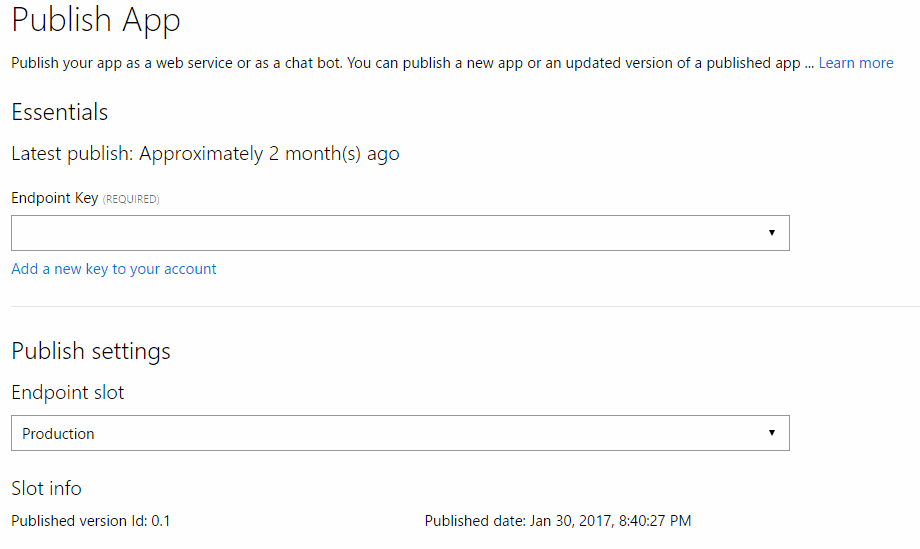 Publish App
Publish your app as a web service or as a chat bot. You can publish a new app or an updated version of a published app ... Learn more
Essentials
Latest publish: Approximately 2 month(s) ago
Endpoint Key (REQUIRED)
Add a new key to your account
Publish settings
Endpoint slot
Production
Slot info
Published version Id: 0.1 Published date: Jan 30, 2017, 8:40:27 PM